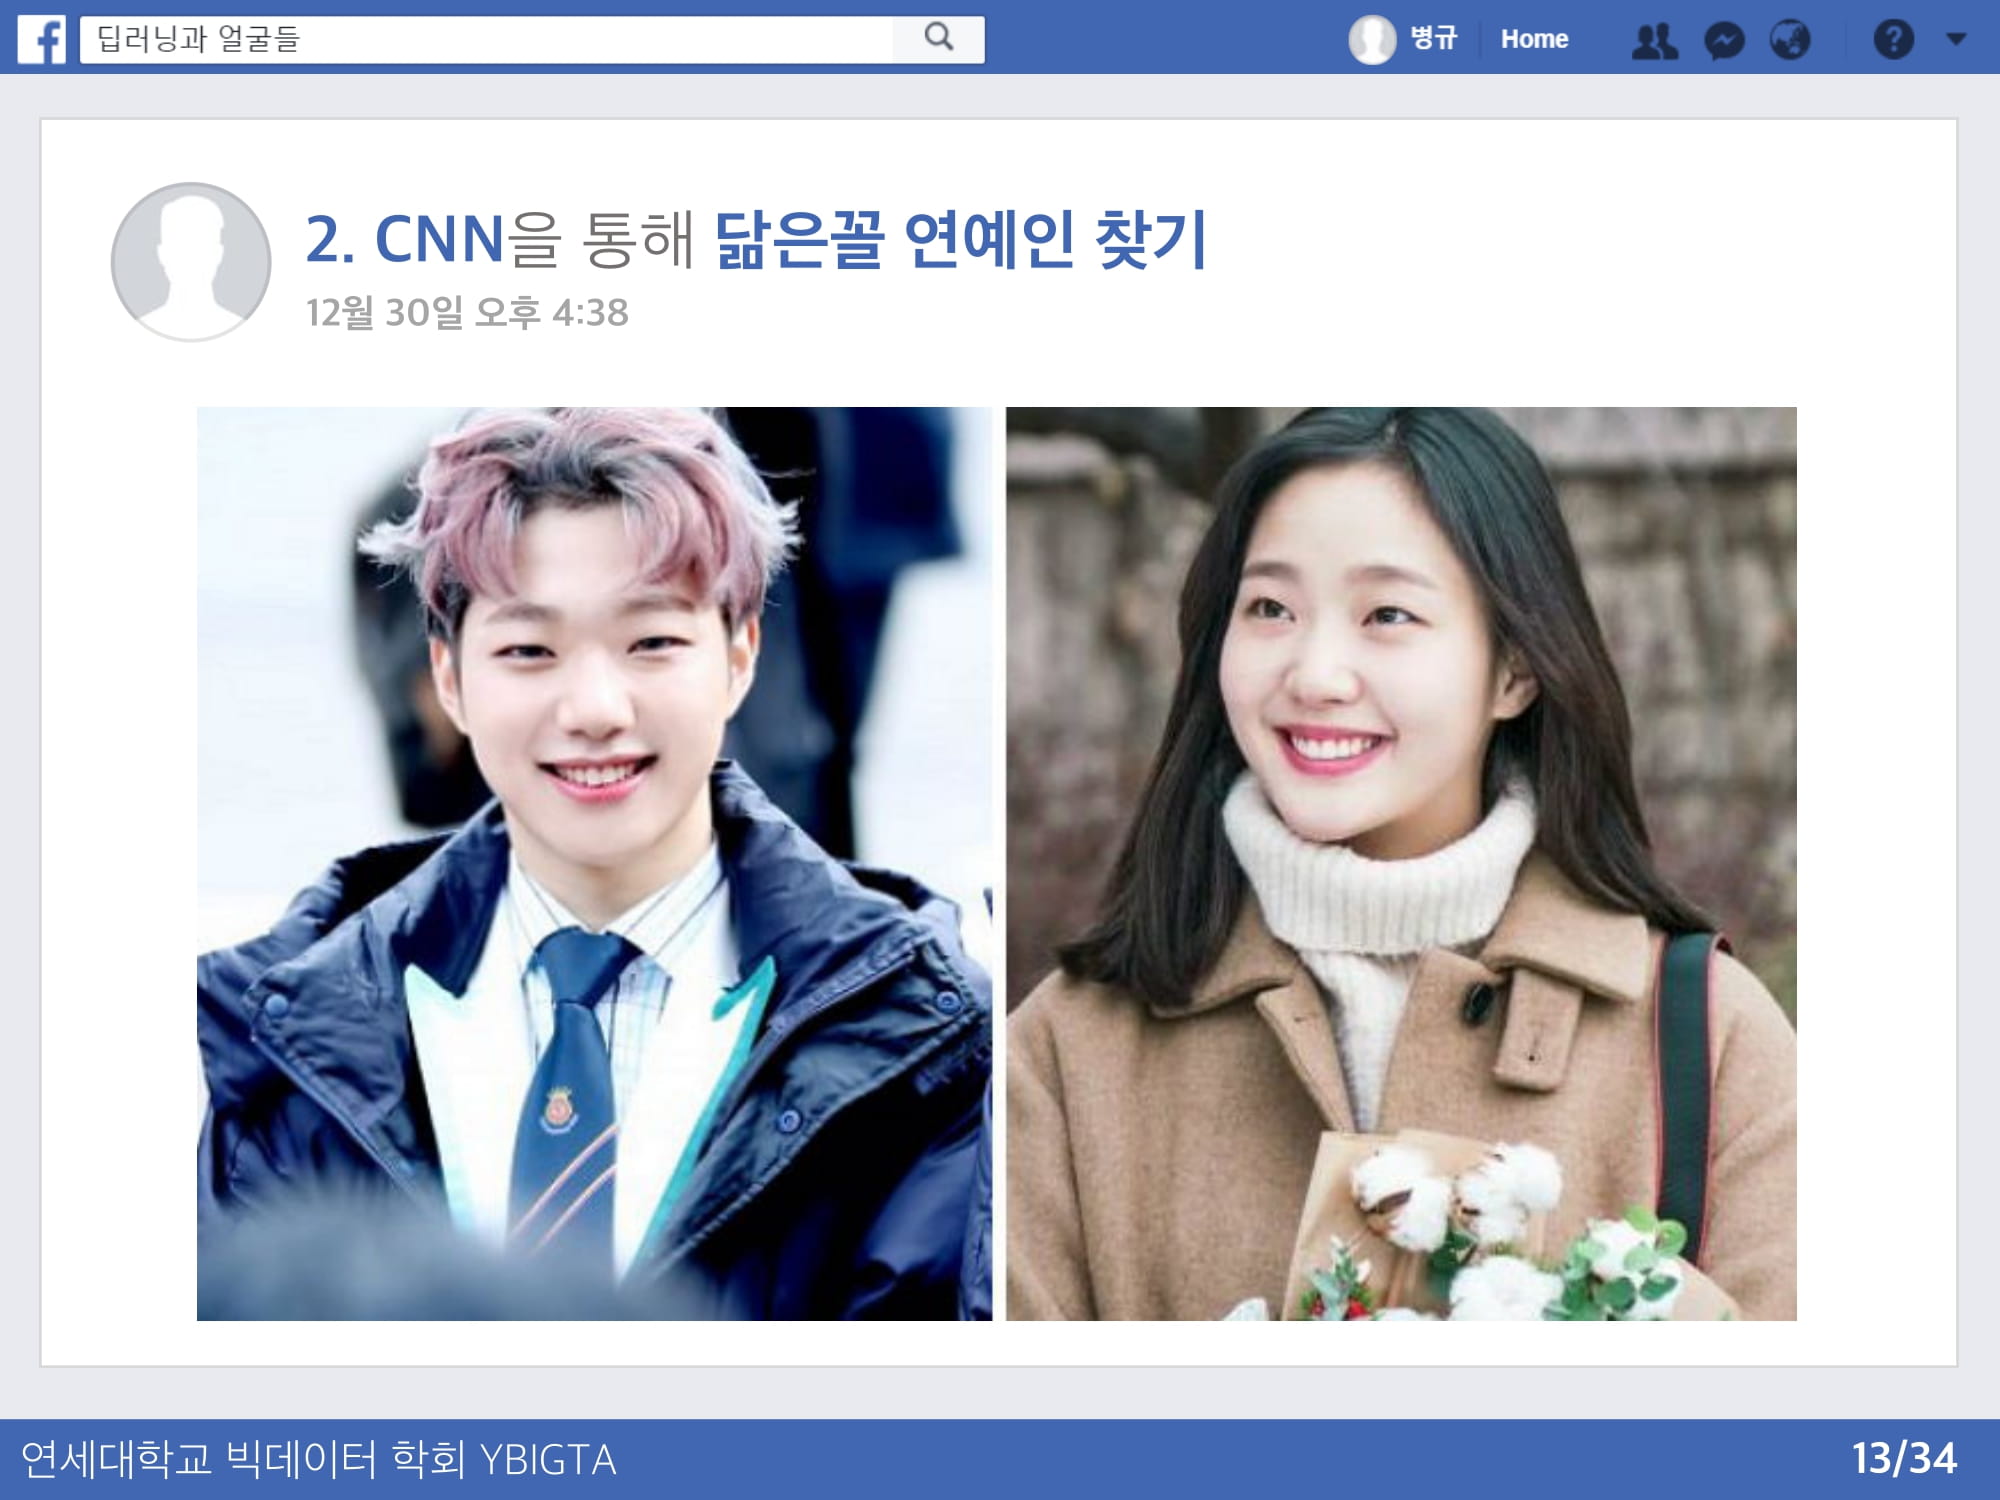 딥러닝과 얼굴들
병규
Home
2. CNN을 통해 닮은꼴 연예인 찾기
12월 30일 오후 4:38
연세대학교 빅데이터 학회 YBIGTA
13/34